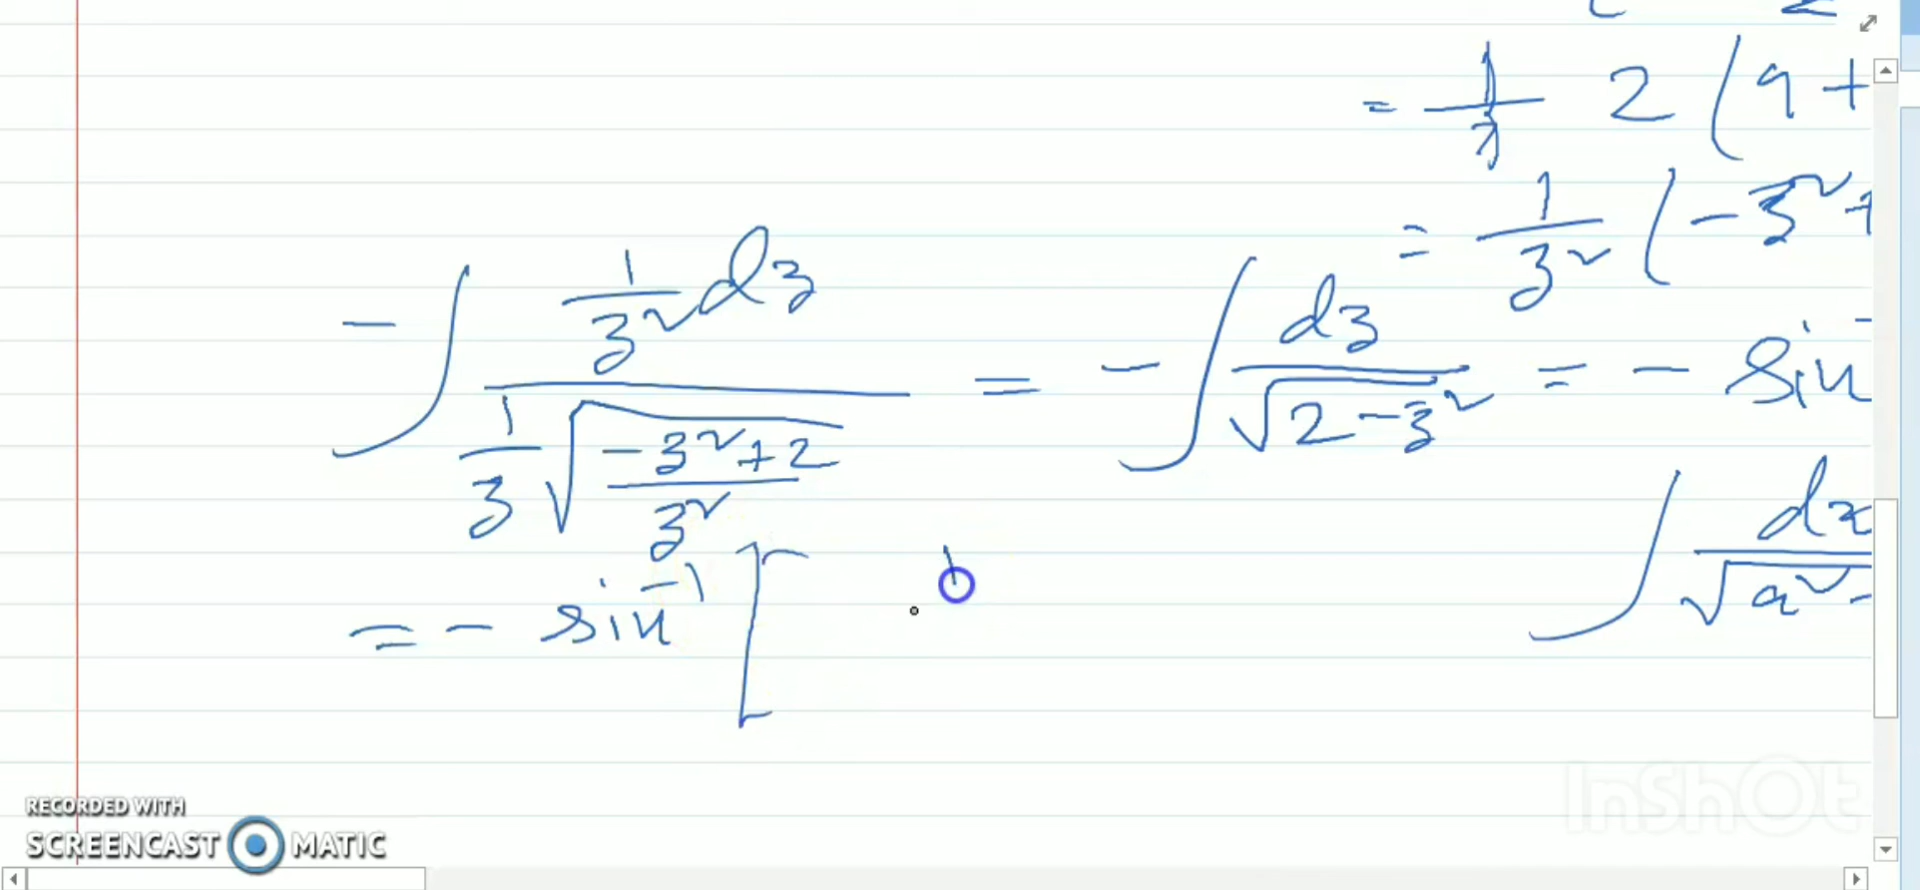 = 1/z 2 ( 9 +
= 1/z² ( -z² +
- ∫ (1/z² dz) / (1/z √((-z²+2)/z²)) = - ∫ dz/√(2-z²) = - sin
∫ dx/√(a² -
= - sin⁻¹ [
RECORDED WITH
SCREENCAST MATIC
InShOt